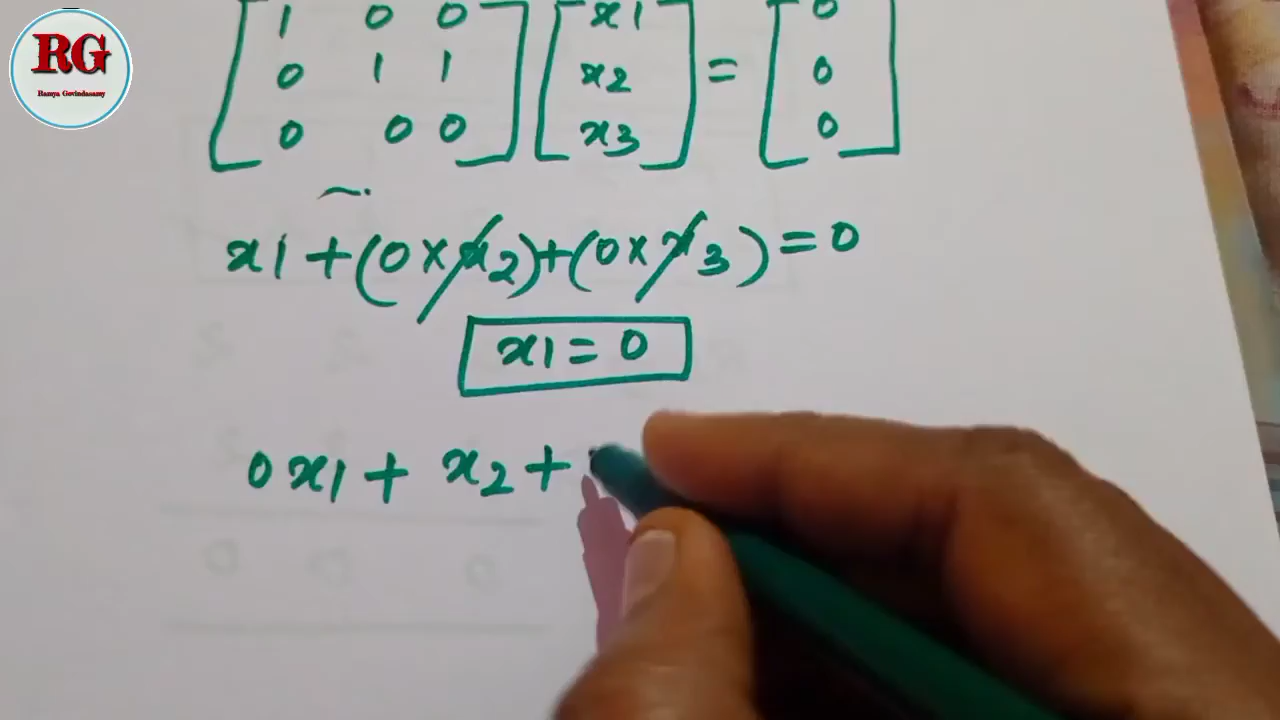 RG
Ramya Govindasamy
1 0 0 x1 0
0 1 1 x2 = 0
0 0 0 x3 0
x1 + (0 × x2) + (0 × x3) = 0
x1 = 0
0x1 + x2 +